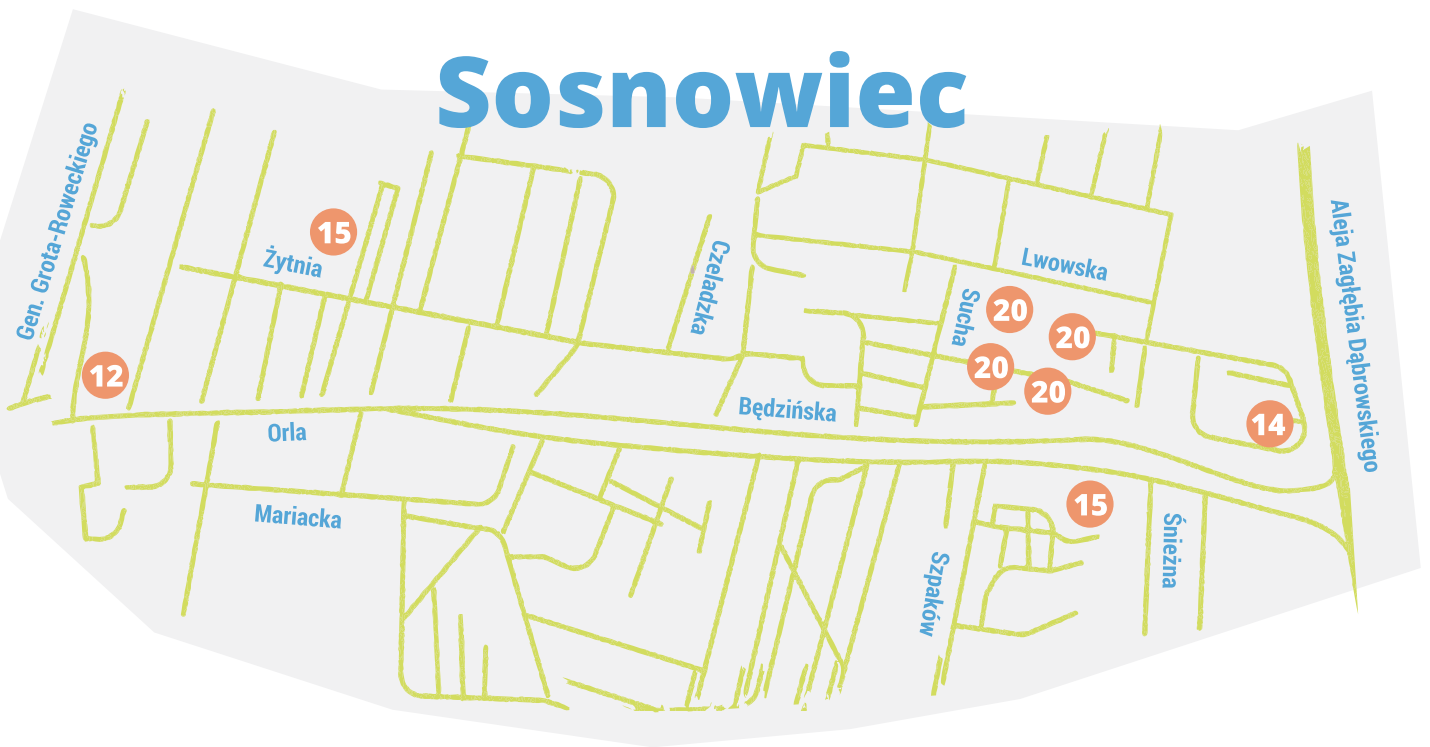 Sosnowiec
Gen. Grota-Roweckiego
15
Żytnia
Czeladzka
Lwowska
Aleja Zagłębia Dąbrowskiego
Sucha
20
20
20
20
12
Będzińska
14
Orla
Mariacka
15
Szpaków
Śnieżna